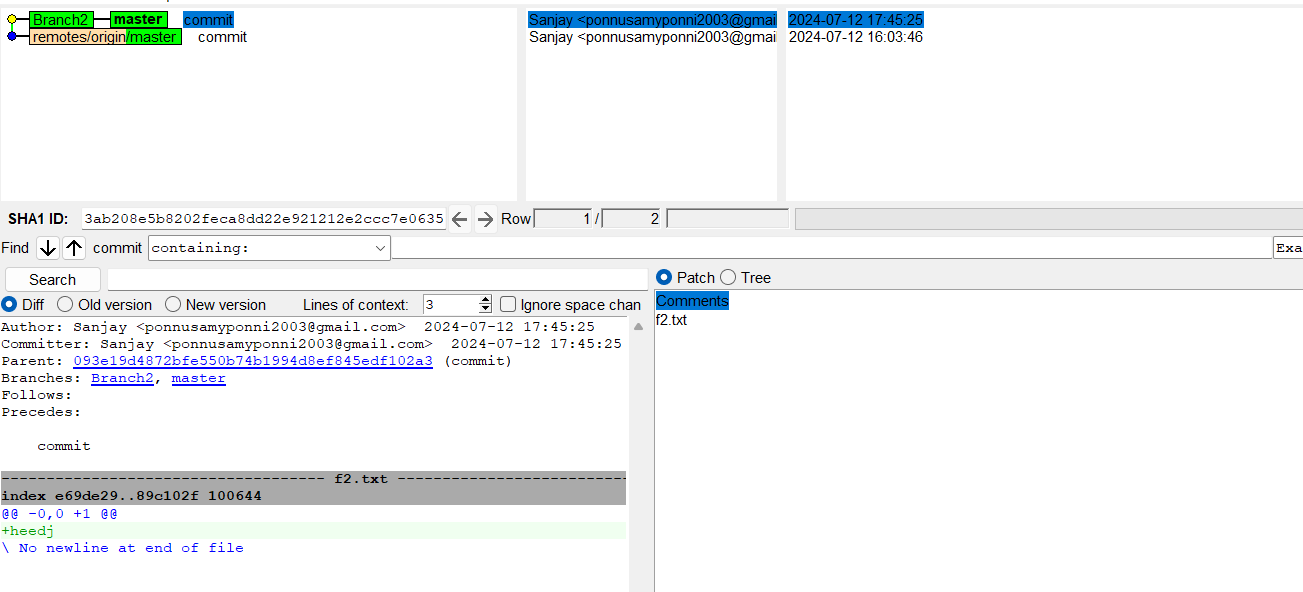 Branch2 master commit Sanjay <ponnusamyponni2003@gmai 2024-07-12 17:45:25
remotes/origin/master commit Sanjay <ponnusamyponni2003@gmai 2024-07-12 16:03:46
SHA1 ID: 3ab208e5b8202feca8dd22e921212e2ccc7e0635 Row 1 / 2
Find commit containing: Exa
Search
Patch Tree
Diff Old version New version Lines of context: 3 Ignore space chan
Comments
f2.txt
Author: Sanjay <ponnusamyponni2003@gmail.com> 2024-07-12 17:45:25
Committer: Sanjay <ponnusamyponni2003@gmail.com> 2024-07-12 17:45:25
Parent: 093e19d4872bfe550b74b1994d8ef845edf102a3 (commit)
Branches: Branch2, master
Follows:
Precedes:
commit
------------------------------------ f2.txt --------------------------
index e69de29..89c102f 100644
@@ -0,0 +1 @@
+heedj
\ No newline at end of file